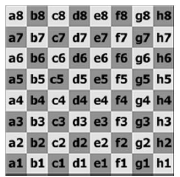 a8 b8 c8 d8 e8 f8 g8 h8
a7 b7 c7 d7 e7 f7 g7 h7
a6 b6 c6 d6 e6 f6 g6 h6
a5 b5 c5 d5 e5 f5 g5 h5
a4 b4 c4 d4 e4 f4 g4 h4
a3 b3 c3 d3 e3 f3 g3 h3
a2 b2 c2 d2 e2 f2 g2 h2
a1 b1 c1 d1 e1 f1 g1 h1